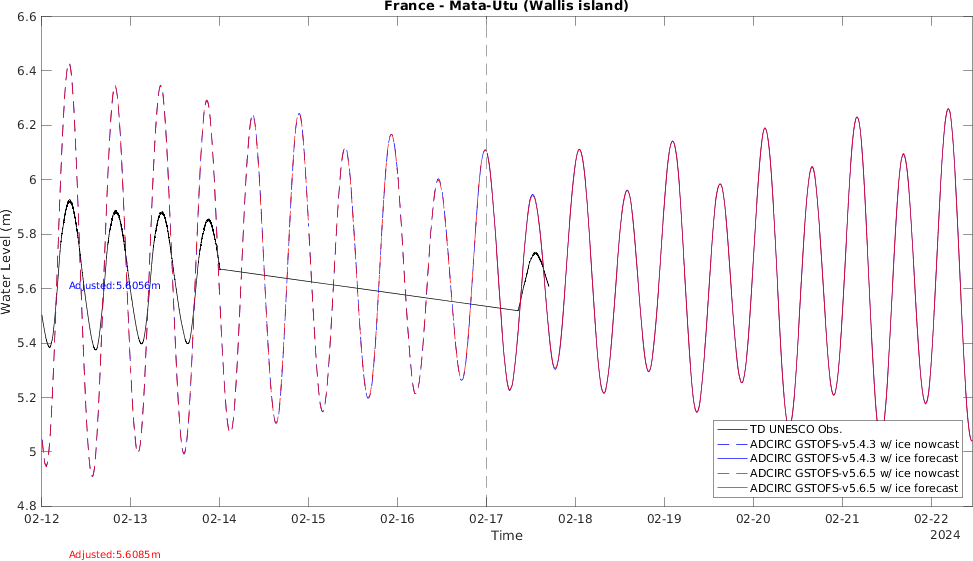 France - Mata-Utu (Wallis island)
Water Level (m)
6.6
6.4
6.2
6
5.8
5.6
5.4
5.2
5
4.8
Adjusted:5.6056m
TD UNESCO Obs.
ADCIRC GSTOFS-v5.4.3 w/ ice nowcast
ADCIRC GSTOFS-v5.4.3 w/ ice forecast
ADCIRC GSTOFS-v5.6.5 w/ ice nowcast
ADCIRC GSTOFS-v5.6.5 w/ ice forecast
02-12 02-13 02-14 02-15 02-16 02-17 02-18 02-19 02-20 02-21 02-22
Time
2024
Adjusted:5.6085m